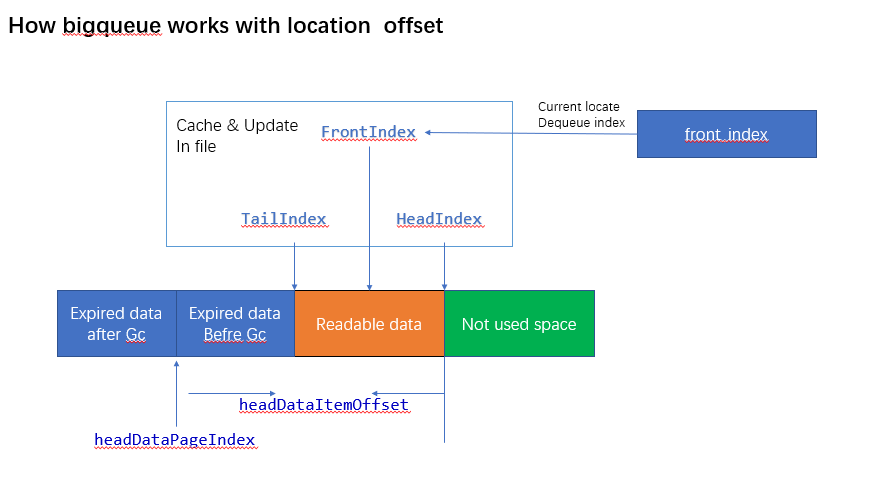 How bigqueue works with location  offset
Current locate
Dequeue index
Cache & Update
In file
FrontIndex
front_index
TailIndex
HeadIndex
Expired data
after Gc
Expired data
Befre Gc
Readable data
Not used space
headDataItemOffset
headDataPageIndex